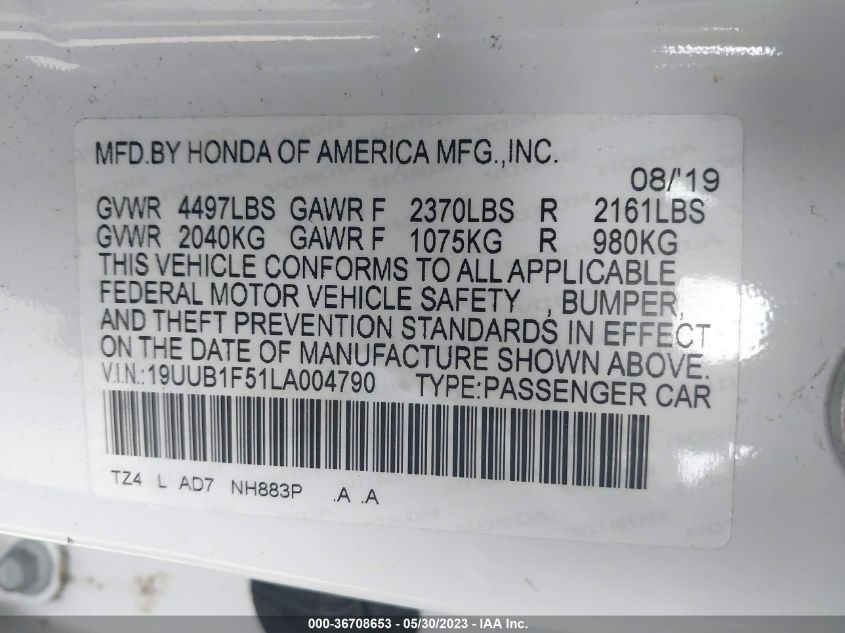 MFD.BY HONDA OF AMERICA MFG.,INC.
08/'19
GVWR 4497LBS GAWR F 2370LBS R 2161LBS
GVWR 2040KG GAWR F 1075KG R 980KG
THIS VEHICLE CONFORMS TO ALL APPLICABLE
FEDERAL MOTOR VEHICLE SAFETY , BUMPER,
AND THEFT PREVENTION STANDARDS IN EFFECT
ON THE DATE OF MANUFACTURE SHOWN ABOVE.
V.I.N.:19UUB1F51LA004790 TYPE:PASSENGER CAR
TZ4 L AD7 NH883P .A .A
000-36708653 - 05/30/2023 - IAA Inc.